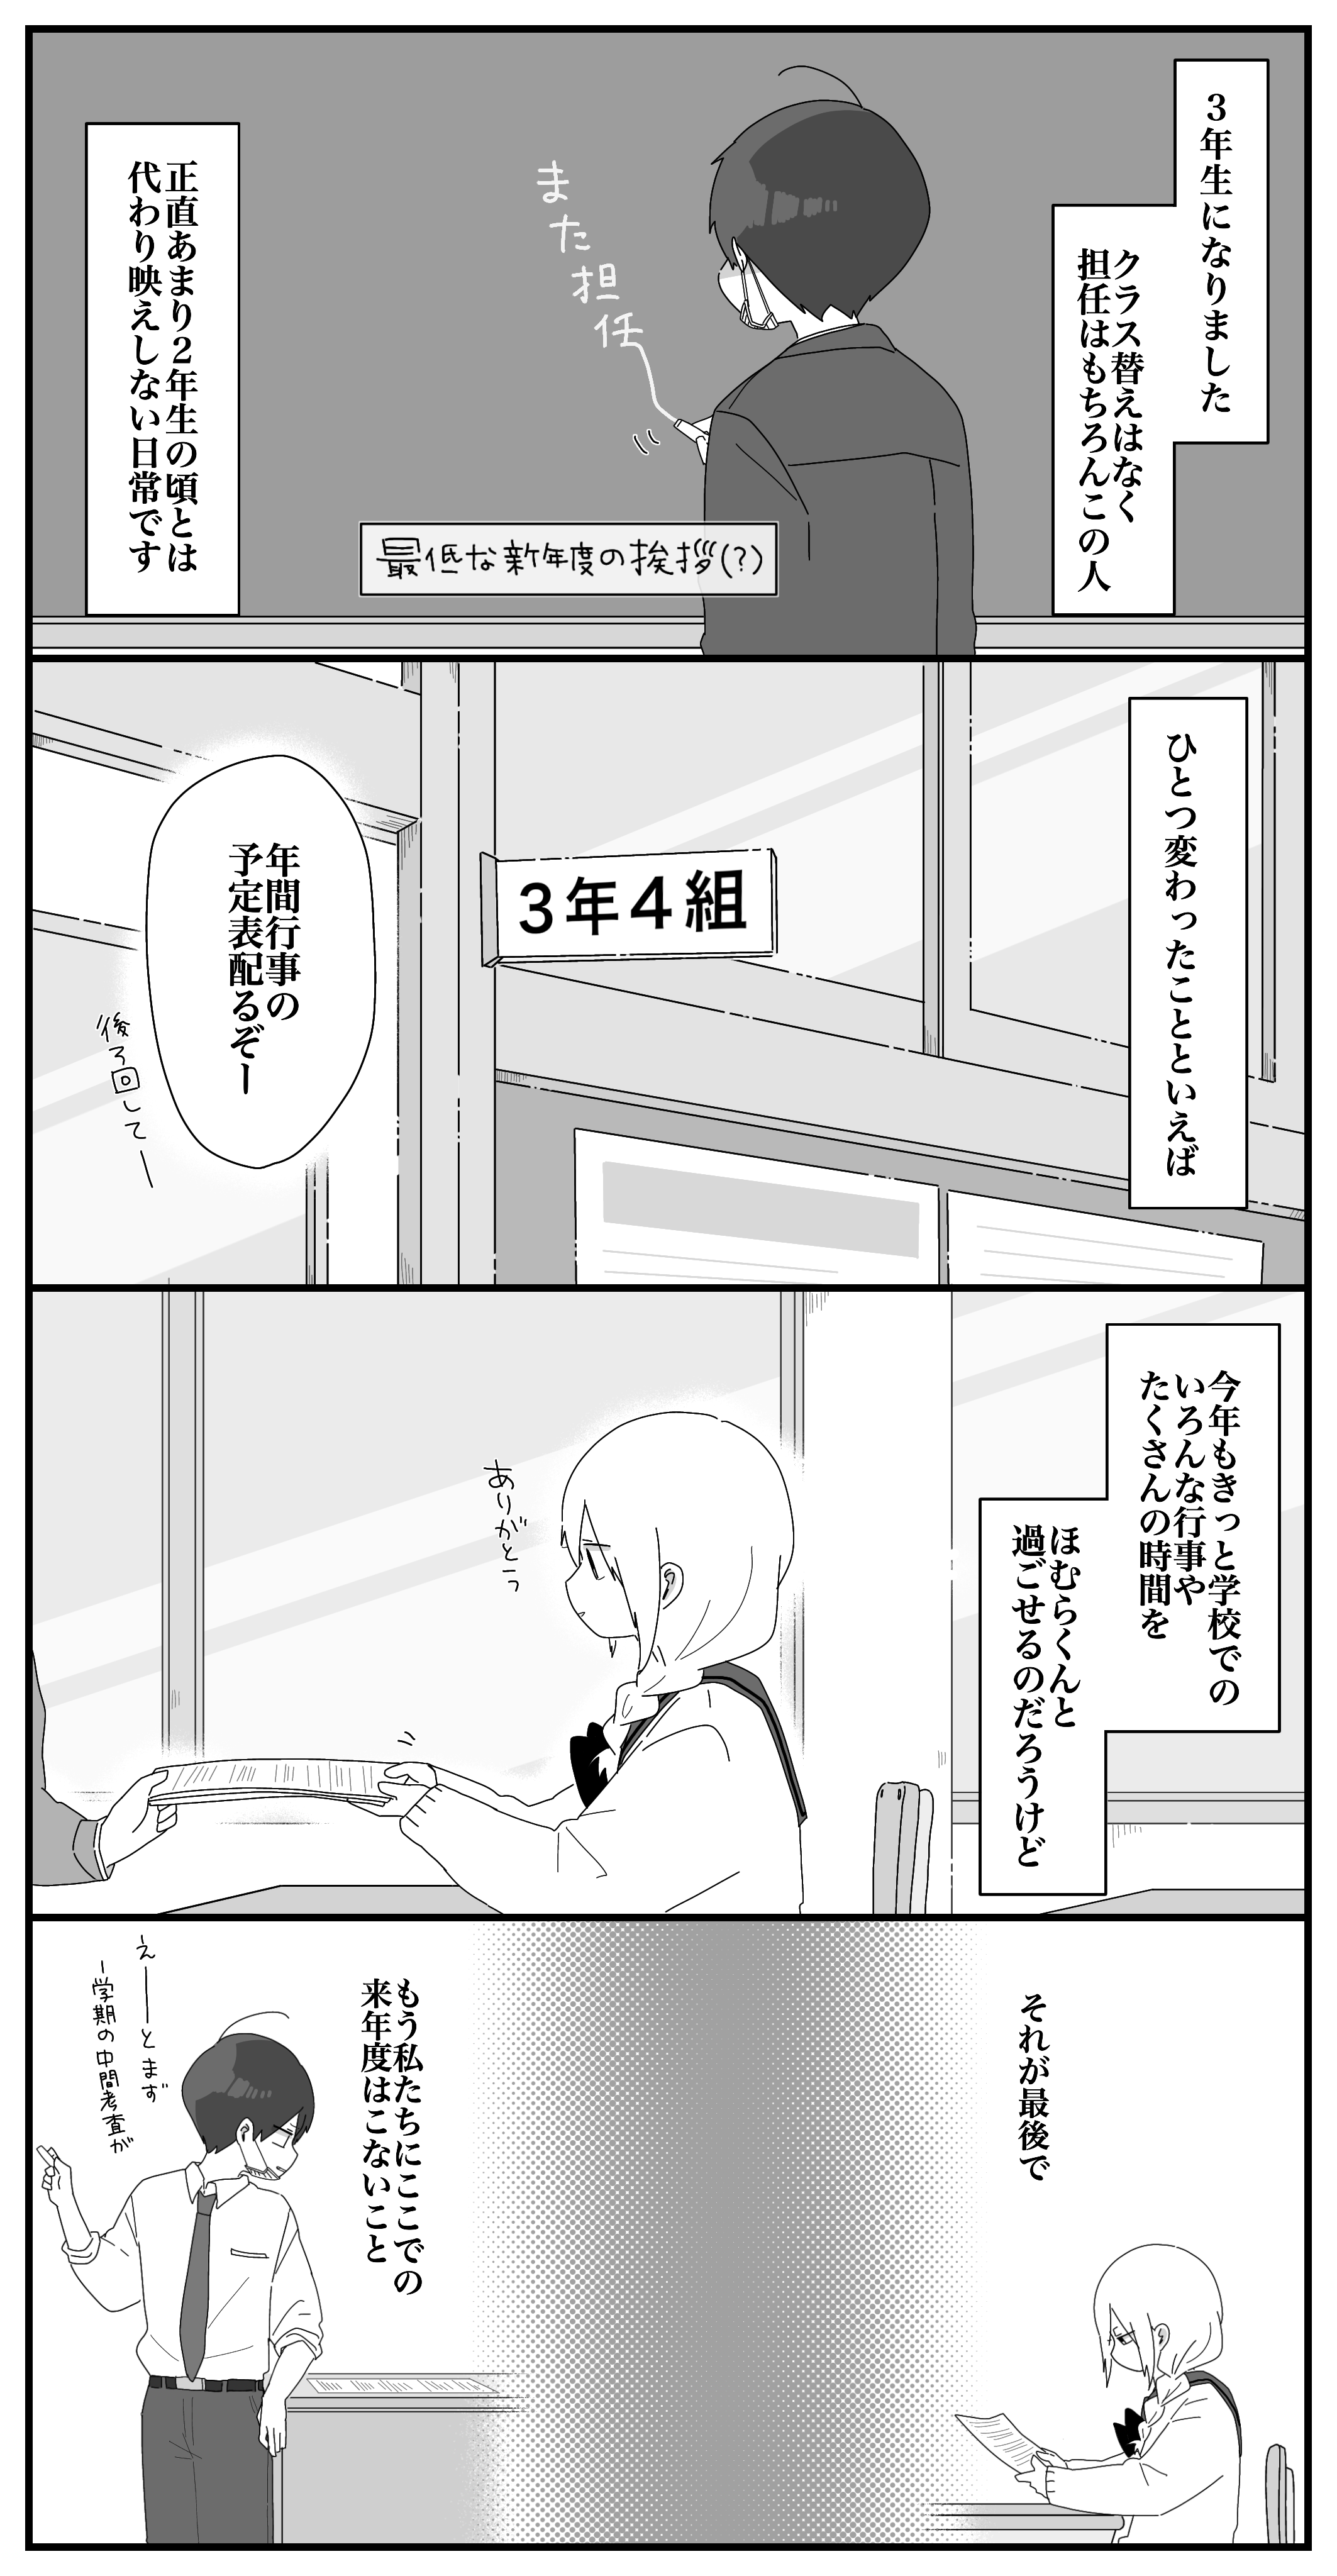 3年生になりました
クラス替えはなく
担任はもちろんこの人
また担任
最低な新年度の挨拶(?)
正直あまり2年生の頃とは
代わり映えしない日常です
ひとつ変わったことといえば
3年4組
年間行事の
予定表配るぞー
後ろ回してー
今年もきっと学校での
いろんな行事や
たくさんの時間を
ほむらくんと
過ごせるのだろうけど
ありがとう
それが最後で
もう私たちにここでの
来年度はこないこと
えーーとまず
一学期の中間考査が